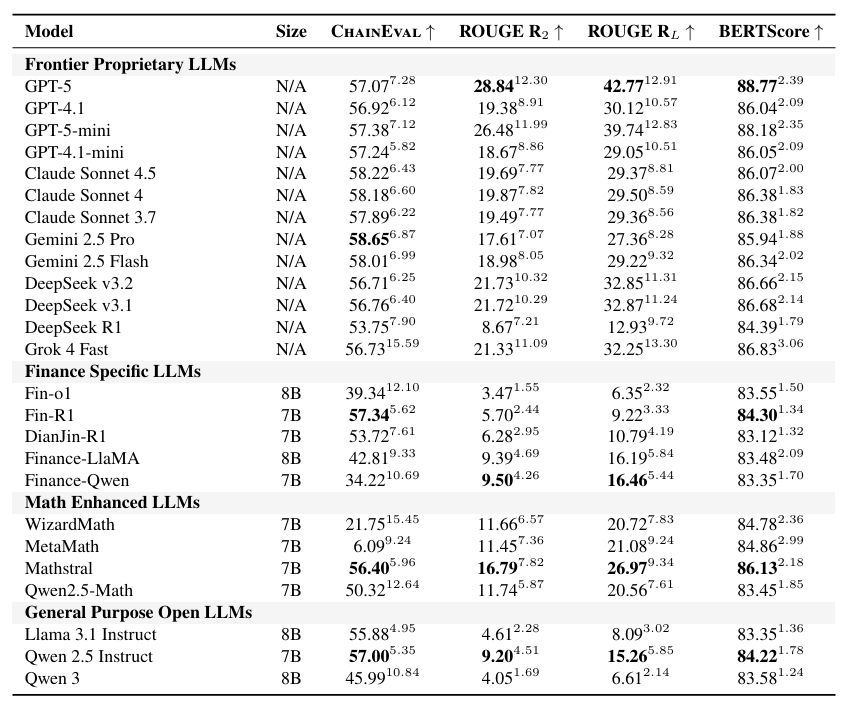 Model Size CHAINEVAL ↑ ROUGE R2 ↑ ROUGE RL ↑ BERTScore ↑
Frontier Proprietary LLMs
GPT-5 N/A 57.07 7.28 28.84 12.30 42.77 12.91 88.77 2.39
GPT-4.1 N/A 56.92 6.12 19.38 8.91 30.12 10.57 86.04 2.09
GPT-5-mini N/A 57.38 7.12 26.48 11.99 39.74 12.83 88.18 2.35
GPT-4.1-mini N/A 57.24 5.82 18.67 8.86 29.05 10.51 86.05 2.09
Claude Sonnet 4.5 N/A 58.22 6.43 19.69 7.77 29.37 8.81 86.07 2.00
Claude Sonnet 4 N/A 58.18 6.60 19.87 7.82 29.50 8.59 86.38 1.83
Claude Sonnet 3.7 N/A 57.89 6.22 19.49 7.77 29.36 8.56 86.38 1.82
Gemini 2.5 Pro N/A 58.65 6.87 17.61 7.07 27.36 8.28 85.94 1.88
Gemini 2.5 Flash N/A 58.01 6.99 18.98 8.05 29.22 9.32 86.34 2.02
DeepSeek v3.2 N/A 56.71 6.25 21.73 10.32 32.85 11.31 86.66 2.15
DeepSeek v3.1 N/A 56.76 6.40 21.72 10.29 32.87 11.24 86.68 2.14
DeepSeek R1 N/A 53.75 7.90 8.67 7.21 12.93 9.72 84.39 1.79
Grok 4 Fast N/A 56.73 15.59 21.33 11.09 32.25 13.30 86.83 3.06
Finance Specific LLMs
Fin-o1 8B 39.34 12.10 3.47 1.55 6.35 2.32 83.55 1.50
Fin-R1 7B 57.34 5.62 5.70 2.44 9.22 3.33 84.30 1.34
DianJin-R1 7B 53.72 7.61 6.28 2.95 10.79 4.19 83.12 1.32
Finance-LlaMA 8B 42.81 9.33 9.39 4.69 16.19 5.84 83.48 2.09
Finance-Qwen 7B 34.22 10.69 9.50 4.26 16.46 5.44 83.35 1.70
Math Enhanced LLMs
WizardMath 7B 21.75 15.45 11.66 6.57 20.72 7.83 84.78 2.36
MetaMath 7B 6.09 9.24 11.45 7.36 21.08 9.24 84.86 2.99
Mathstral 7B 56.40 5.96 16.79 7.82 26.97 9.34 86.13 2.18
Qwen2.5-Math 7B 50.32 12.64 11.74 5.87 20.56 7.61 83.45 1.85
General Purpose Open LLMs
Llama 3.1 Instruct 8B 55.88 4.95 4.61 2.28 8.09 3.02 83.35 1.36
Qwen 2.5 Instruct 7B 57.00 5.35 9.20 4.51 15.26 5.85 84.22 1.78
Qwen 3 8B 45.99 10.84 4.05 1.69 6.61 2.14 83.58 1.24